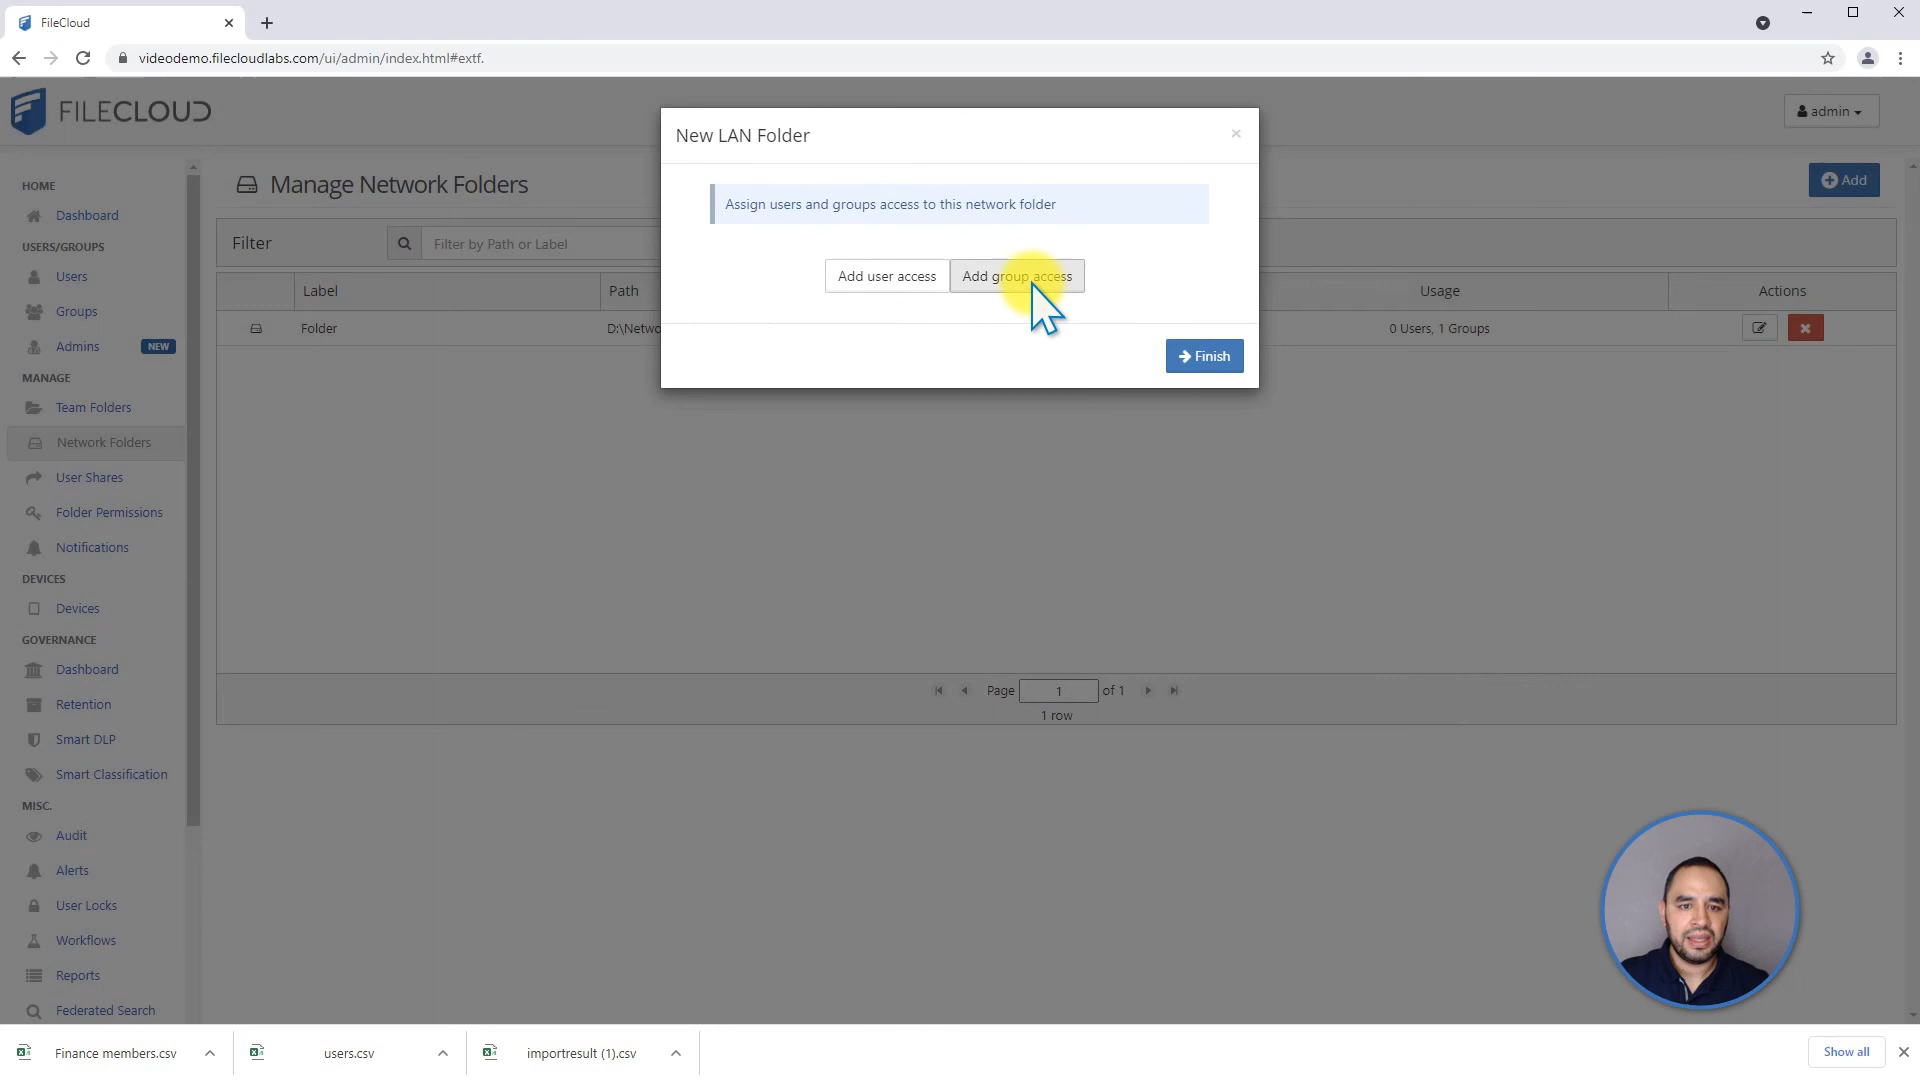 FileCloud
videodemo.filecloudlabs.com/ui/admin/index.html#extf.
FILECLOUD
admin
New LAN Folder
Assign users and groups access to this network folder
Add user access
Add group access
Finish
HOME
Dashboard
USERS/GROUPS
Users
Groups
Admins NEW
MANAGE
Team Folders
Network Folders
User Shares
Folder Permissions
Notifications
DEVICES
Devices
GOVERNANCE
Dashboard
Retention
Smart DLP
Smart Classification
MISC.
Audit
Alerts
User Locks
Workflows
Reports
Federated Search
Manage Network Folders
Add
Filter
Filter by Path or Label
Label Path Usage Actions
Folder D:\Netwo 0 Users, 1 Groups
Page 1 of 1
1 row
Finance members.csv
users.csv
importresult (1).csv
Show all